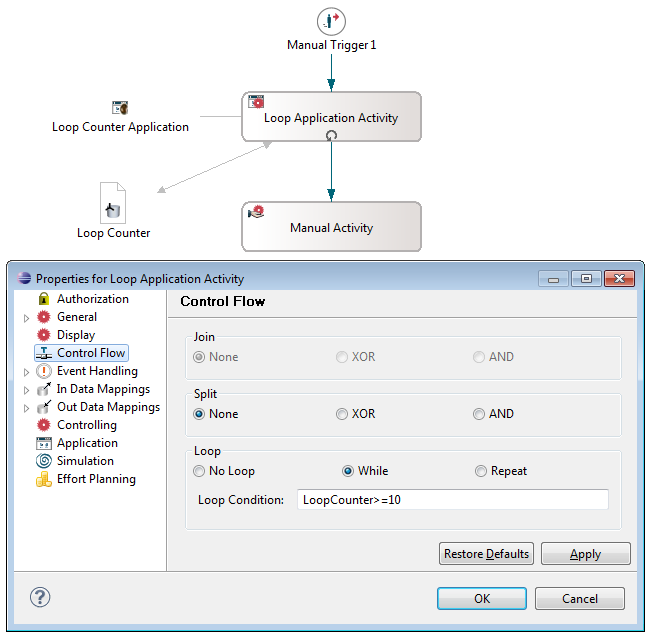 Manual Trigger 1
Loop Application Activity
Loop Counter Application
Loop Counter
Manual Activity
Properties for Loop Application Activity
Authorization
General
Display
Control Flow
Event Handling
In Data Mappings
Out Data Mappings
Controlling
Application
Simulation
Effort Planning
Control Flow
Join
None XOR AND
Split
None XOR AND
Loop
No Loop While Repeat
Loop Condition: LoopCounter>=10
Restore Defaults Apply
? OK Cancel